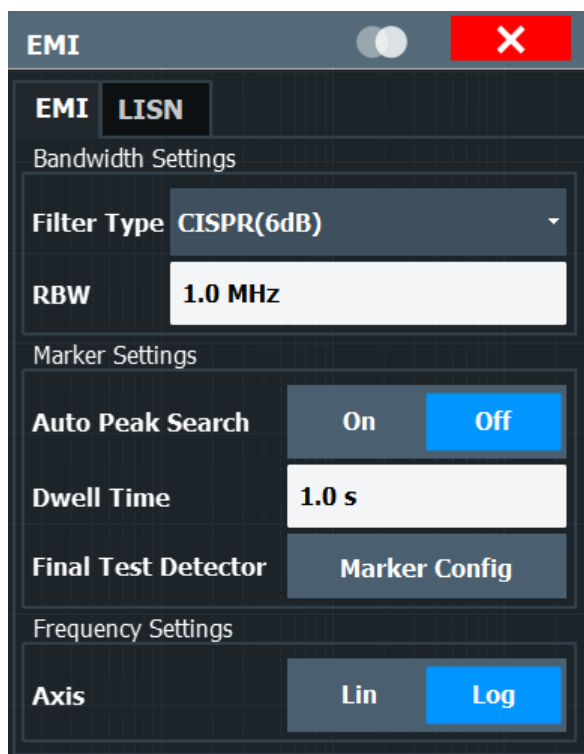 EMI
EMI LISN
Bandwidth Settings
Filter Type CISPR(6dB)
RBW 1.0 MHz
Marker Settings
Auto Peak Search On Off
Dwell Time 1.0 s
Final Test Detector Marker Config
Frequency Settings
Axis Lin Log